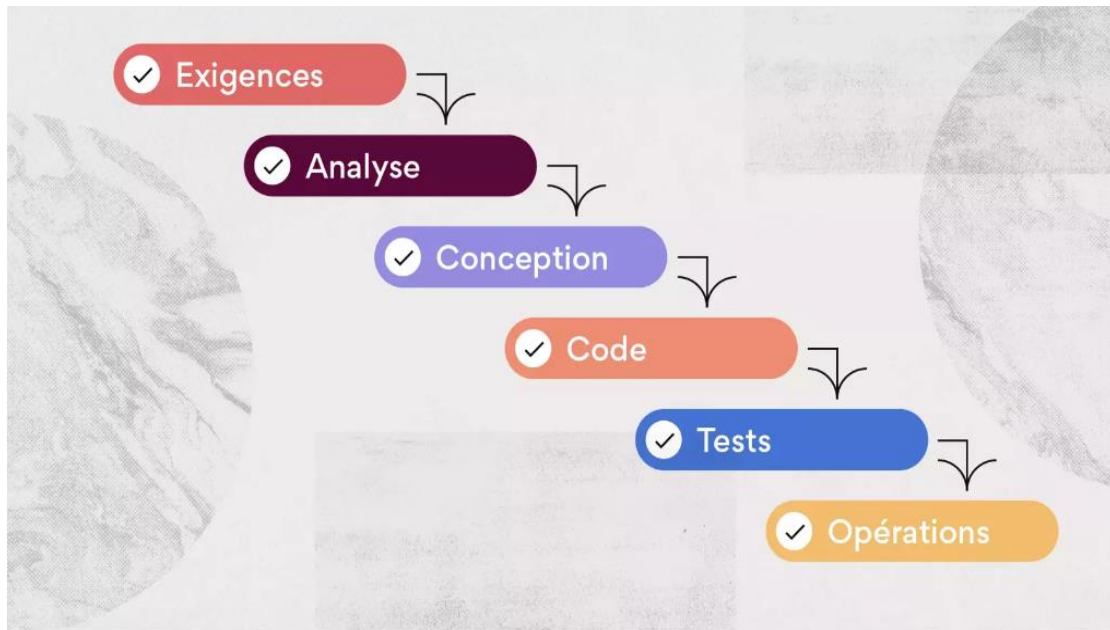 Exigences
Analyse
Conception
Code
Tests
Opérations